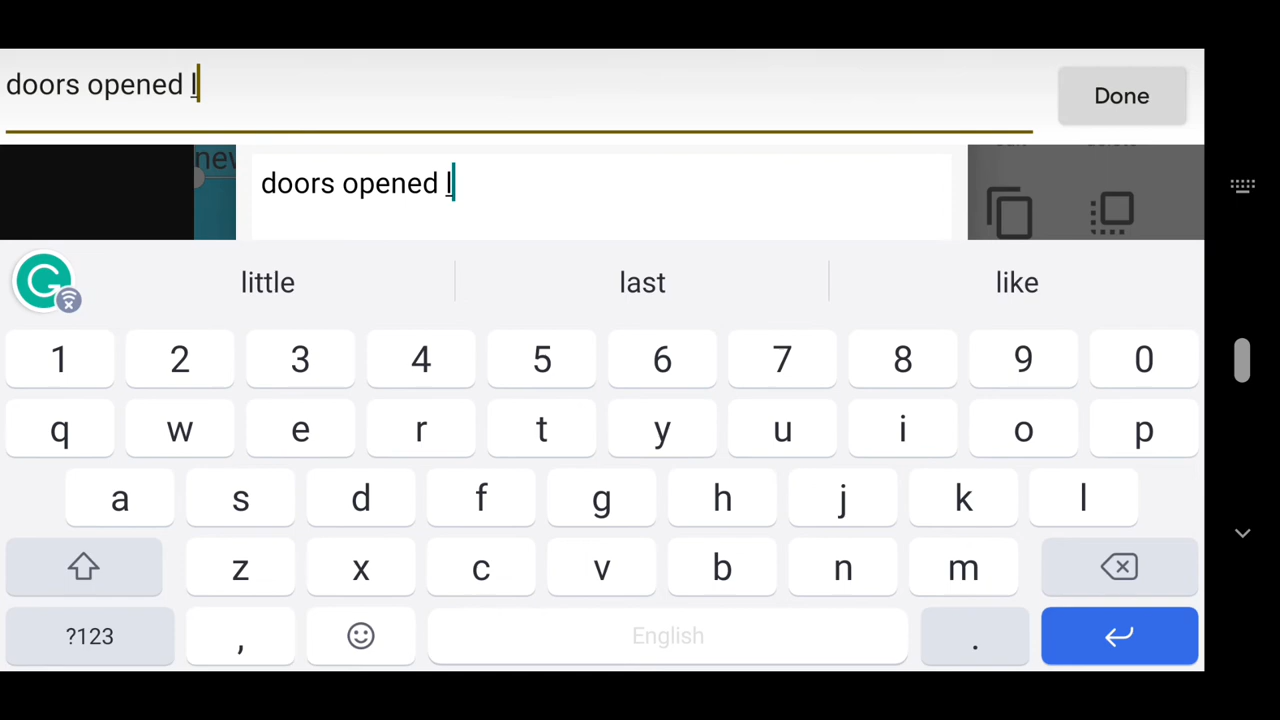 doors opened l
Done
new
doors opened l
little last like
1 2 3 4 5 6 7 8 9 0
q w e r t y u i o p
a s d f g h j k l
z x c v b n m
?123 , English .